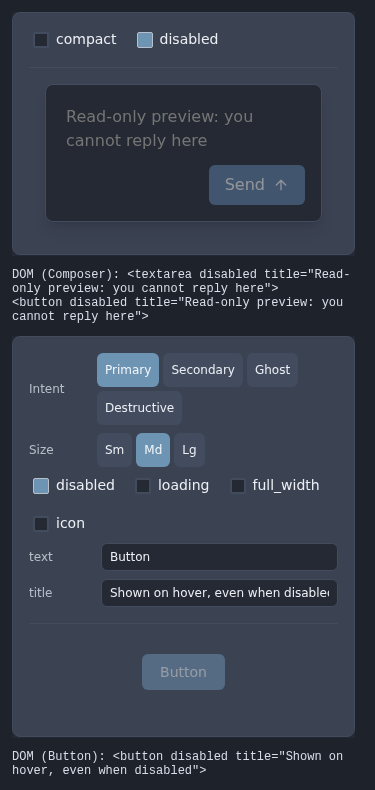 compact disabled
Read-only preview: you
cannot reply here
Send ↑
DOM (Composer): <textarea disabled title="Read-
only preview: you cannot reply here">
<button disabled title="Read-only preview: you
cannot reply here">
Intent Primary Secondary Ghost
Destructive
Size Sm Md Lg
disabled loading full_width
icon
text Button
title Shown on hover, even when disabled
Button
DOM (Button): <button disabled title="Shown on
hover, even when disabled">